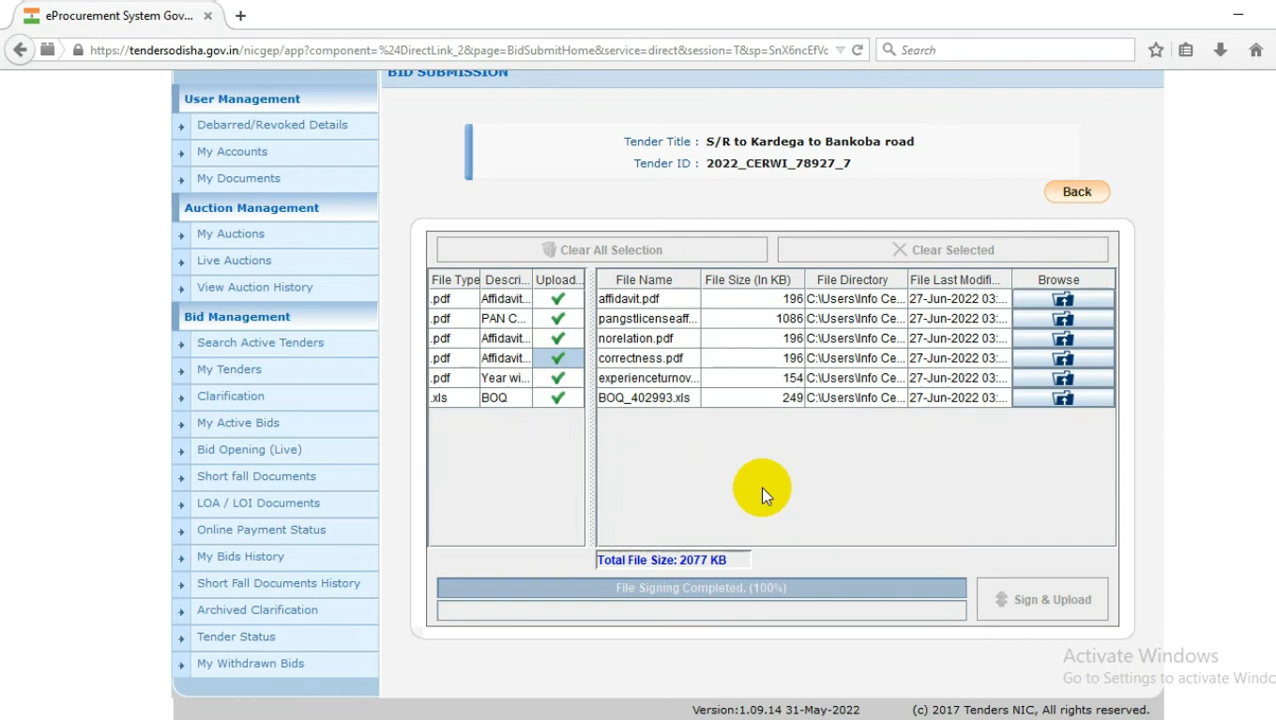 eProcurement System Gov...
https://tendersodisha.gov.in/nicgep/app?component=%24DirectLink_2&page=BidSubmitHome&service=direct&session=T&sp=SnX6ncEfVc
Search
BID SUBMISSION
User Management
Debarred/Revoked Details
My Accounts
My Documents
Auction Management
My Auctions
Live Auctions
View Auction History
Bid Management
Search Active Tenders
My Tenders
Clarification
My Active Bids
Bid Opening (Live)
Short fall Documents
LOA / LOI Documents
Online Payment Status
My Bids History
Short Fall Documents History
Archived Clarification
Tender Status
My Withdrawn Bids
Tender Title : S/R to Kardega to Bankoba road
Tender ID : 2022_CERWI_78927_7
Back
Clear All Selection Clear Selected
File Type Descri... Upload... File Name File Size (In KB) File Directory File Last Modifi... Browse
.pdf Affidavit... affidavit.pdf 196 C:\Users\Info Ce... 27-Jun-2022 03:...
.pdf PAN C... pangstlicenseaff... 1086 C:\Users\Info Ce... 27-Jun-2022 03:...
.pdf Affidavit... norelation.pdf 196 C:\Users\Info Ce... 27-Jun-2022 03:...
.pdf Affidavit... correctness.pdf 196 C:\Users\Info Ce... 27-Jun-2022 03:...
.pdf Year wi... experienceturnov... 154 C:\Users\Info Ce... 27-Jun-2022 03:...
.xls BOQ BOQ_402993.xls 249 C:\Users\Info Ce... 27-Jun-2022 03:...
Total File Size: 2077 KB
File Signing Completed. (100%)
Sign & Upload
Activate Windows
Go to Settings to activate Windo
Version:1.09.14 31-May-2022 (c) 2017 Tenders NIC, All rights reserved.